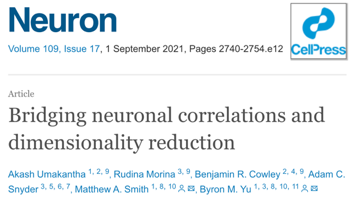 Neuron
Volume 109, Issue 17, 1 September 2021, Pages 2740-2754.e12
CellPress
Article
Bridging neuronal correlations and
dimensionality reduction
Akash Umakantha 1, 2, 9, Rudina Morina 3, 9, Benjamin R. Cowley 2, 4, 9, Adam C.
Snyder 3, 5, 6, 7, Matthew A. Smith 1, 8, 10, Byron M. Yu 1, 3, 8, 10, 11